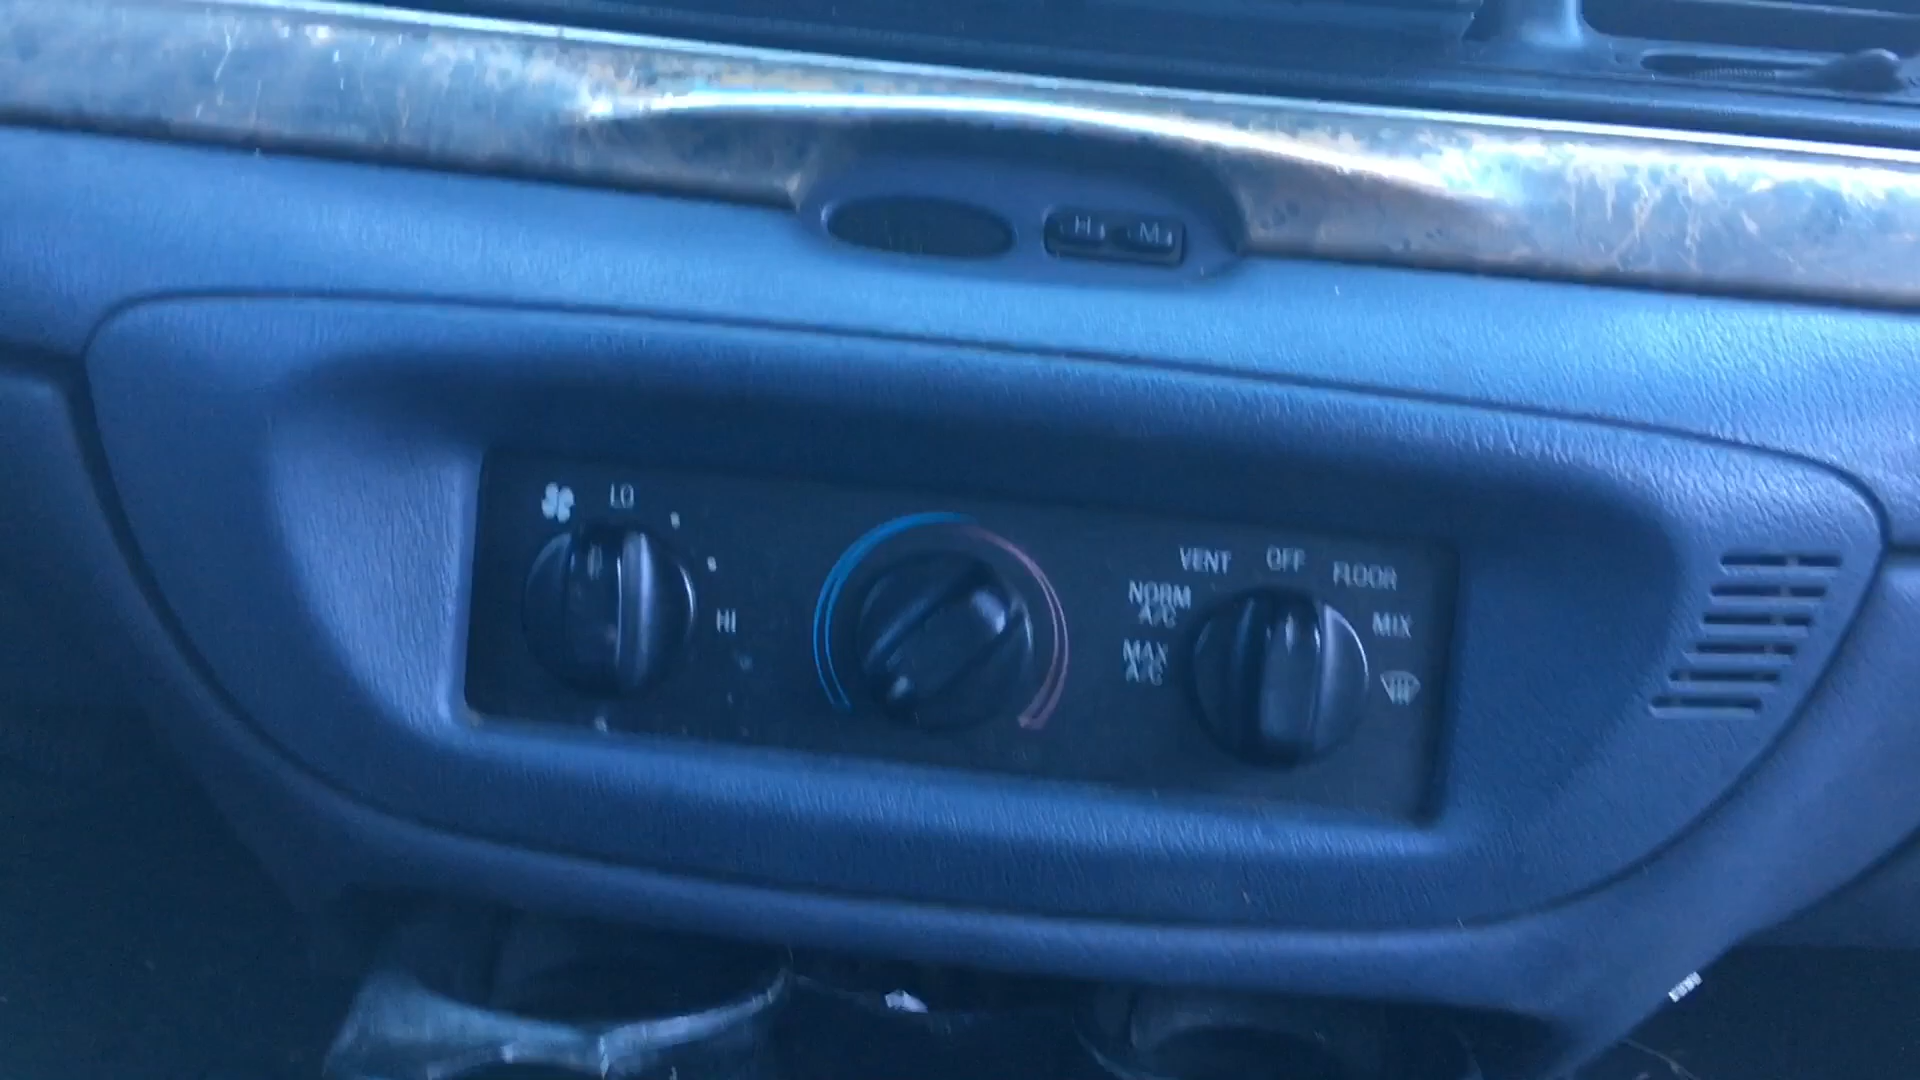 H M
LO
HI
VENT OFF FLOOR
NORM
A/C
MIX
MAX
A/C